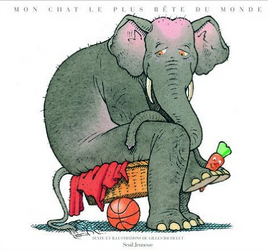 MON CHAT LE PLUS BÊTE DU MONDE
TEXTE ET ILLUSTRATIONS DE GILLES BACHELET
Seuil Jeunesse